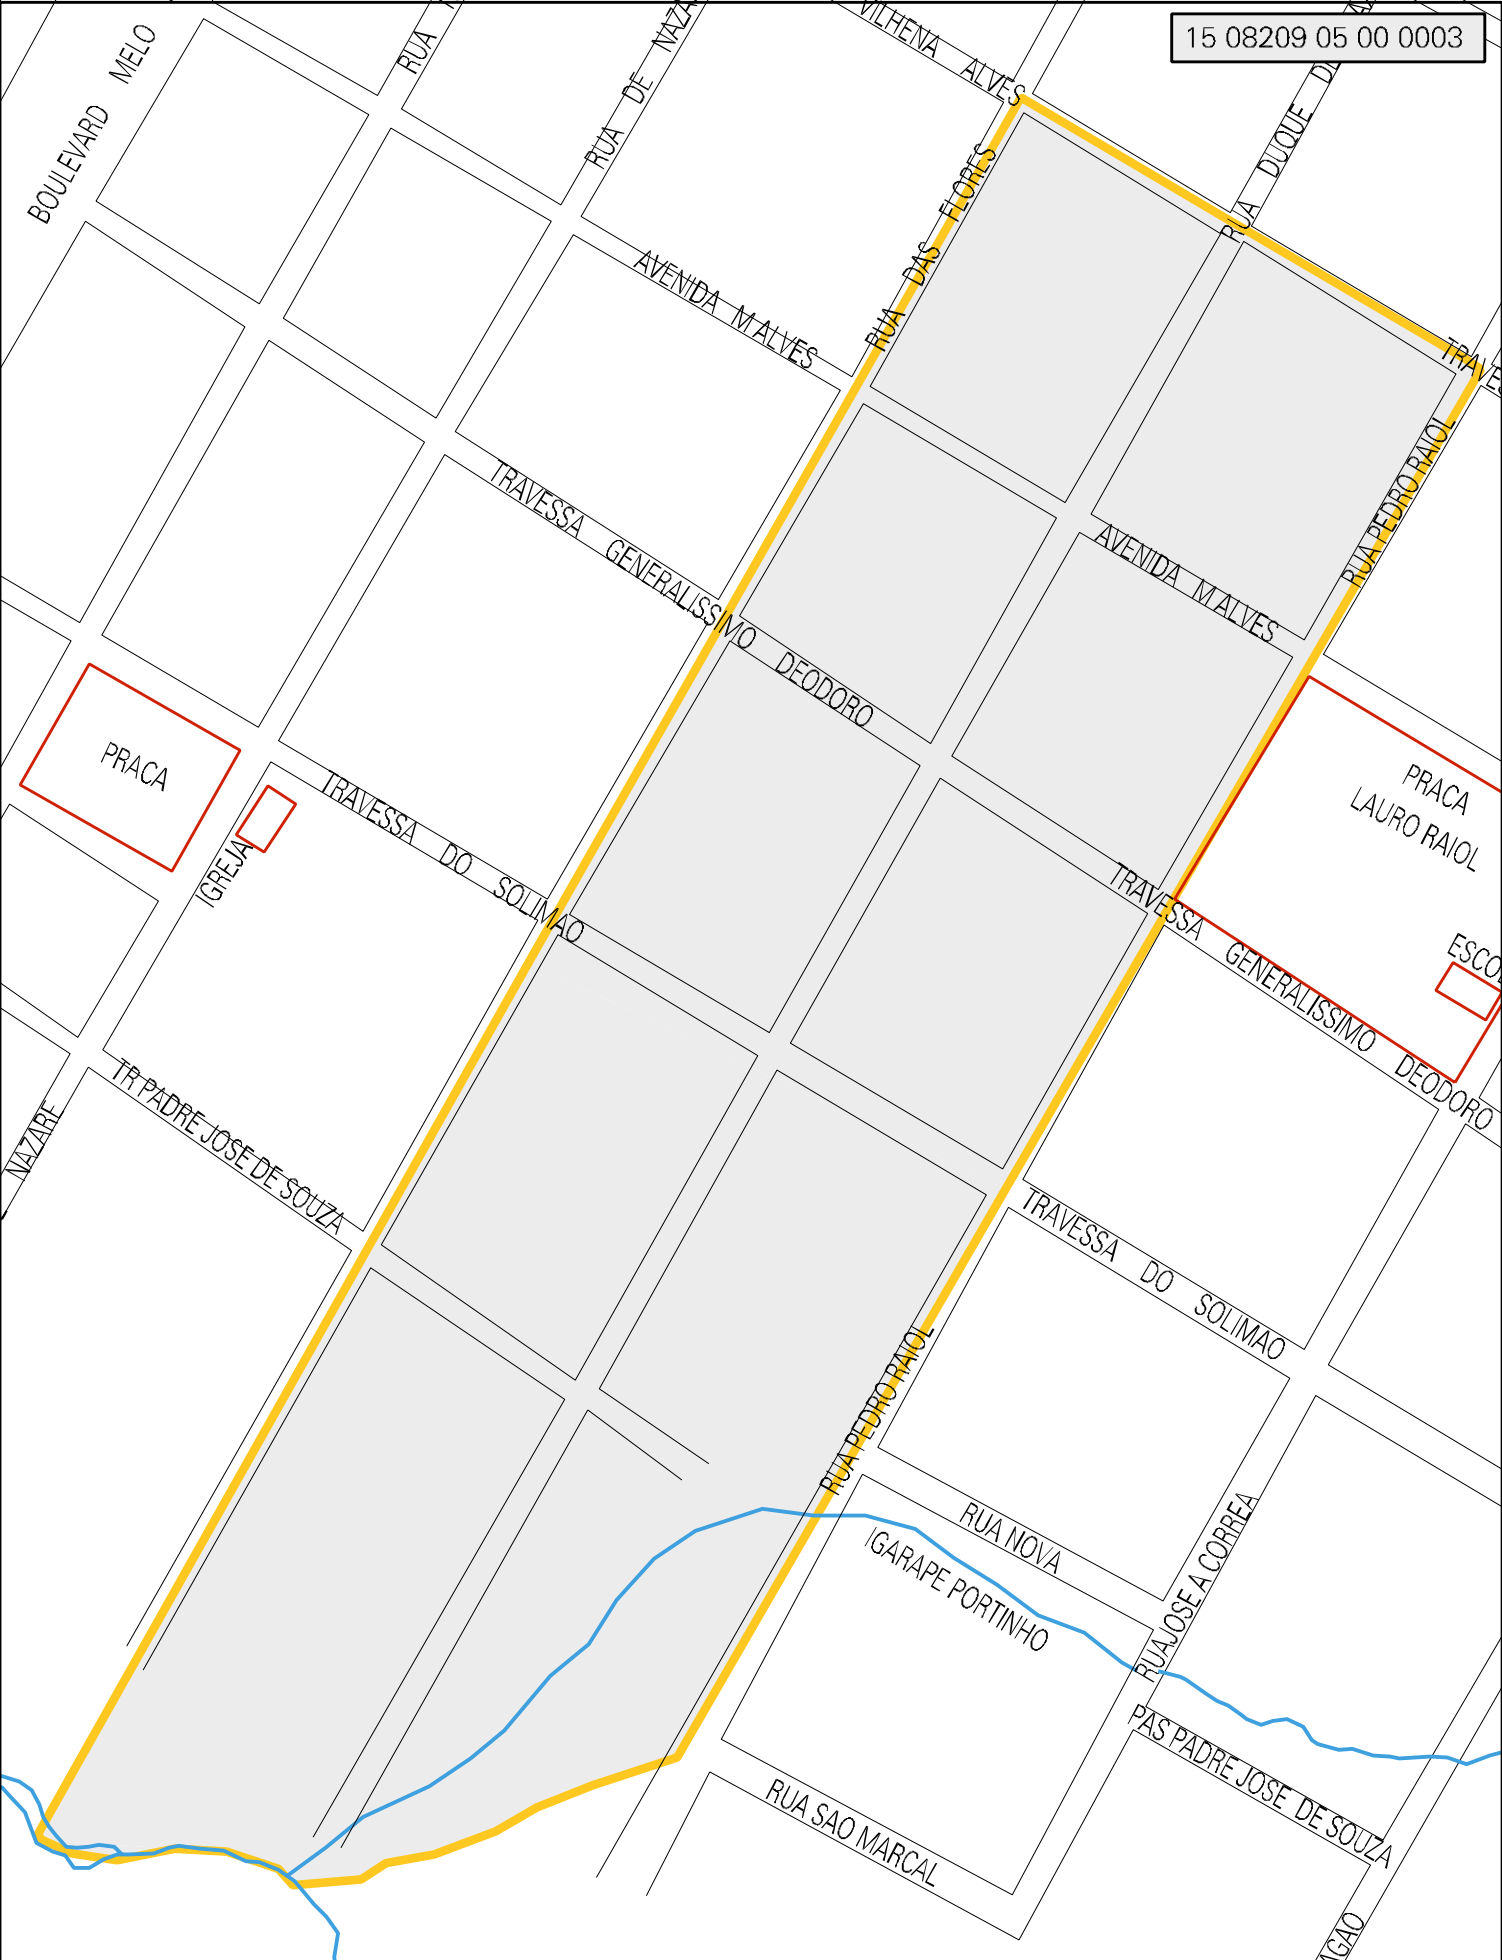 15 08209 05 00 0003
BOULEVARD MELO
RUA
RUA DE
VILHENA ALVES
RUA DUQUE
RUA DAS FLORES
AVENIDA M ALVES
RUA PEDRO RAIOL
TRAVESSA GENERALISSIMO DEODORO
AVENIDA M ALVES
PRACA
PRACA
LAURO RAIOL
IGREJA
TRAVESSA DO SOLIMAO
TRAVESSA GENERALISSIMO DEODORO
NAZARE
TR PADRE JOSE DE SOUZA
TRAVESSA DO SOLIMAO
RUA PEDRO RAIOL
RUA NOVA
IGARAPE PORTINHO
RUA JOSE A CORREA
PAS PADRE JOSE DE SOUZA
RUA SAO MARCAL